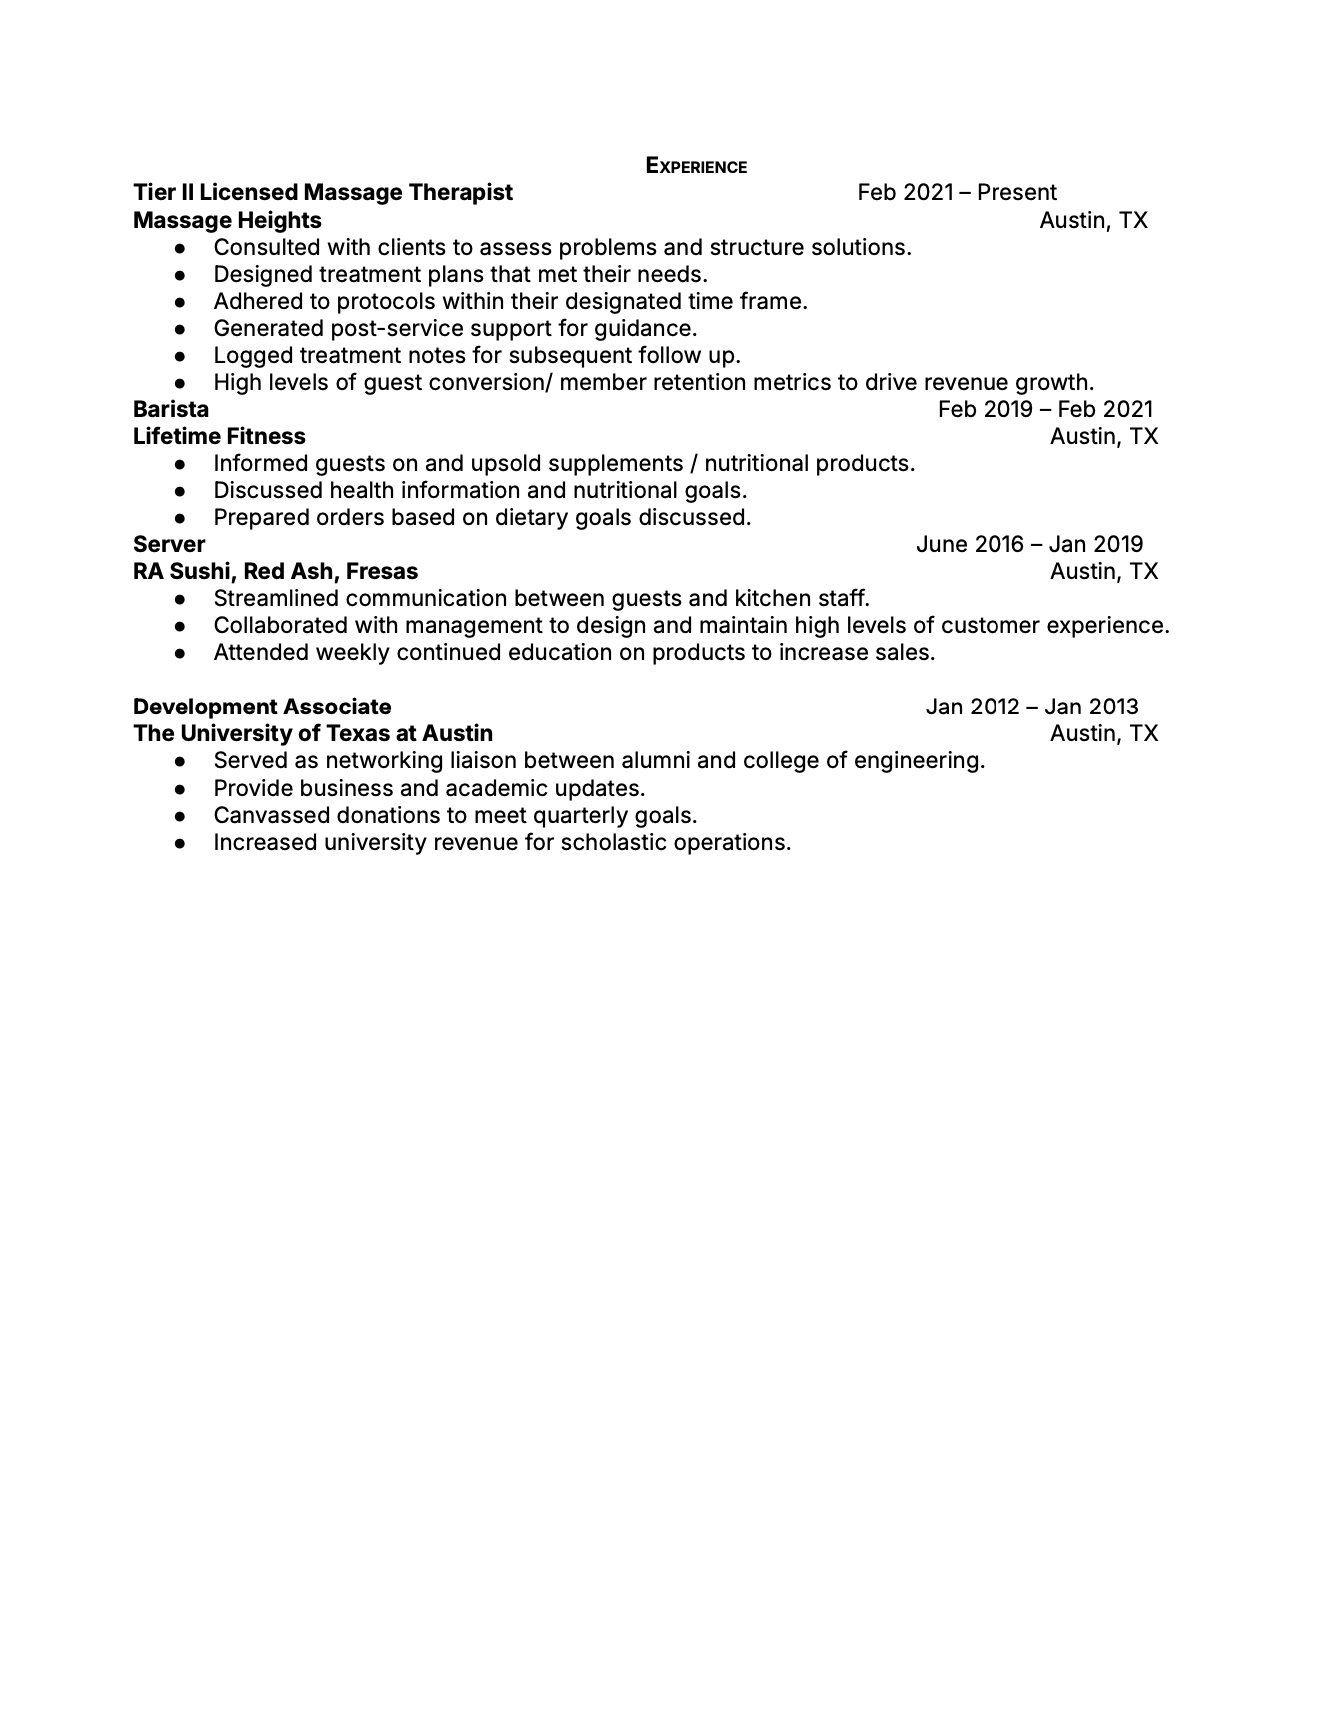 Experience
Tier II Licensed Massage Therapist Feb 2021 – Present
Massage Heights Austin, TX
● Consulted with clients to assess problems and structure solutions.
● Designed treatment plans that met their needs.
● Adhered to protocols within their designated time frame.
● Generated post-service support for guidance.
● Logged treatment notes for subsequent follow up.
● High levels of guest conversion/ member retention metrics to drive revenue growth.
Barista Feb 2019 – Feb 2021
Lifetime Fitness Austin, TX
● Informed guests on and upsold supplements / nutritional products.
● Discussed health information and nutritional goals.
● Prepared orders based on dietary goals discussed.
Server June 2016 – Jan 2019
RA Sushi, Red Ash, Fresas Austin, TX
● Streamlined communication between guests and kitchen staff.
● Collaborated with management to design and maintain high levels of customer experience.
● Attended weekly continued education on products to increase sales.
Development Associate Jan 2012 – Jan 2013
The University of Texas at Austin Austin, TX
● Served as networking liaison between alumni and college of engineering.
● Provide business and academic updates.
● Canvassed donations to meet quarterly goals.
● Increased university revenue for scholastic operations.